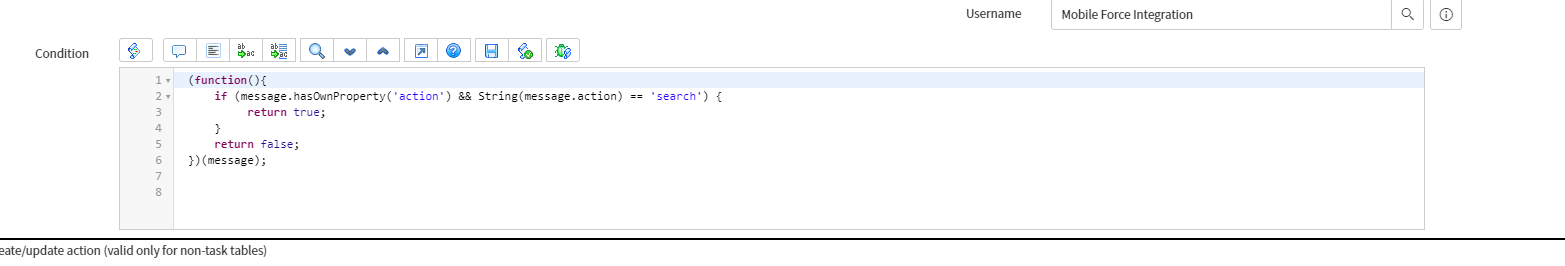 Username
Mobile Force Integration
Condition
1 (function(){
2     if (message.hasOwnProperty('action') && String(message.action) == 'search') {
3         return true;
4     }
5     return false;
6 })(message);
7
8
eate/update action (valid only for non-task tables)